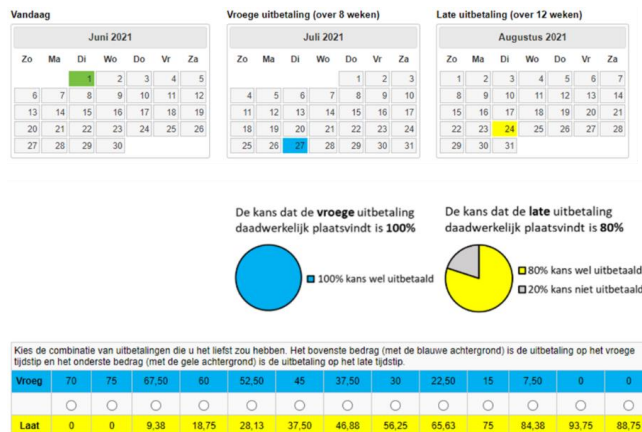 Vandaag
Vroege uitbetaling (over 8 weken)
Late uitbetaling (over 12 weken)
Juni 2021
Zo Ma Di Wo Do Vr Za
1 2 3 4 5
6 7 8 9 10 11 12
13 14 15 16 17 18 19
20 21 22 23 24 25 26
27 28 29 30
Juli 2021
Zo Ma Di Wo Do Vr Za
1 2 3
4 5 6 7 8 9 10
11 12 13 14 15 16 17
18 19 20 21 22 23 24
25 26 27 28 29 30 31
Augustus 2021
Zo Ma Di Wo Do Vr Za
1 2 3 4 5 6 7
8 9 10 11 12 13 14
15 16 17 18 19 20 21
22 23 24 25 26 27 28
29 30 31
De kans dat de vroege uitbetaling
daadwerkelijk plaatsvindt is 100%
100% kans wel uitbetaald
De kans dat de late uitbetaling
daadwerkelijk plaatsvindt is 80%
80% kans wel uitbetaald
20% kans niet uitbetaald
Kies de combinatie van uitbetalingen die u het liefst zou hebben. Het bovenste bedrag (met de blauwe achtergrond) is de uitbetaling op het vroege
tijdstip en het onderste bedrag (met de gele achtergrond) is de uitbetaling op het late tijdstip.
Vroeg 70 75 67,50 60 52,50 45 37,50 30 22,50 15 7,50 0 0
Laat 0 0 9,38 18,75 28,13 37,50 46,88 56,25 65,63 75 84,38 93,75 88,75